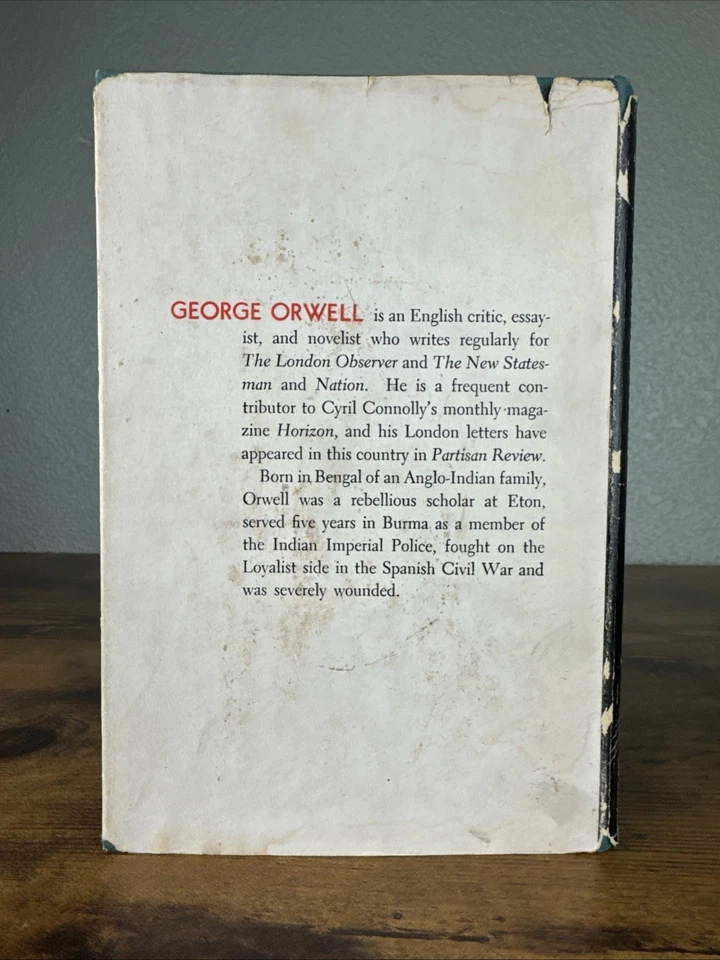 GEORGE ORWELL is an English critic, essay-
ist, and novelist who writes regularly for
The London Observer and The New States-
man and Nation. He is a frequent con-
tributor to Cyril Connolly's monthly maga-
zine Horizon, and his London letters have
appeared in this country in Partisan Review.
Born in Bengal of an Anglo-Indian family,
Orwell was a rebellious scholar at Eton,
served five years in Burma as a member of
the Indian Imperial Police, fought on the
Loyalist side in the Spanish Civil War and
was severely wounded.